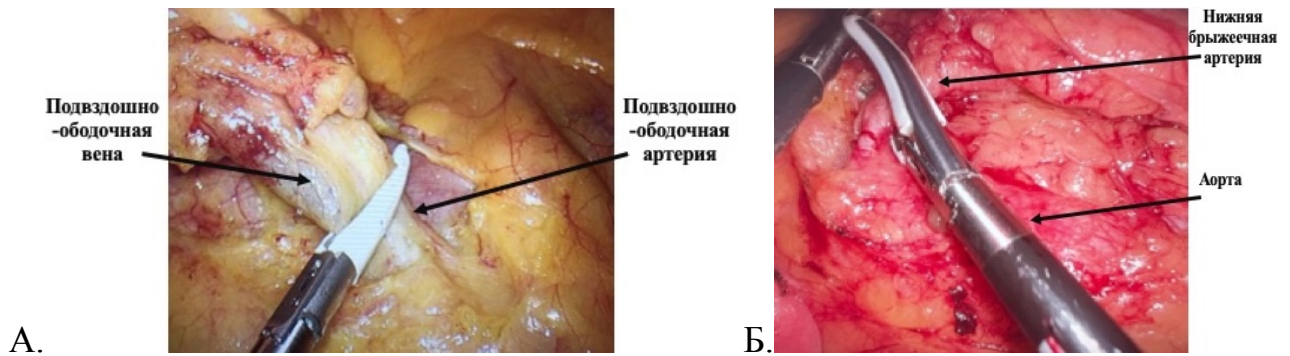 Подвздошно
-ободочная
вена
Подвздошно
-ободочная
артерия
А.
Нижняя
брыжеечная
артерия
Аорта
Б.